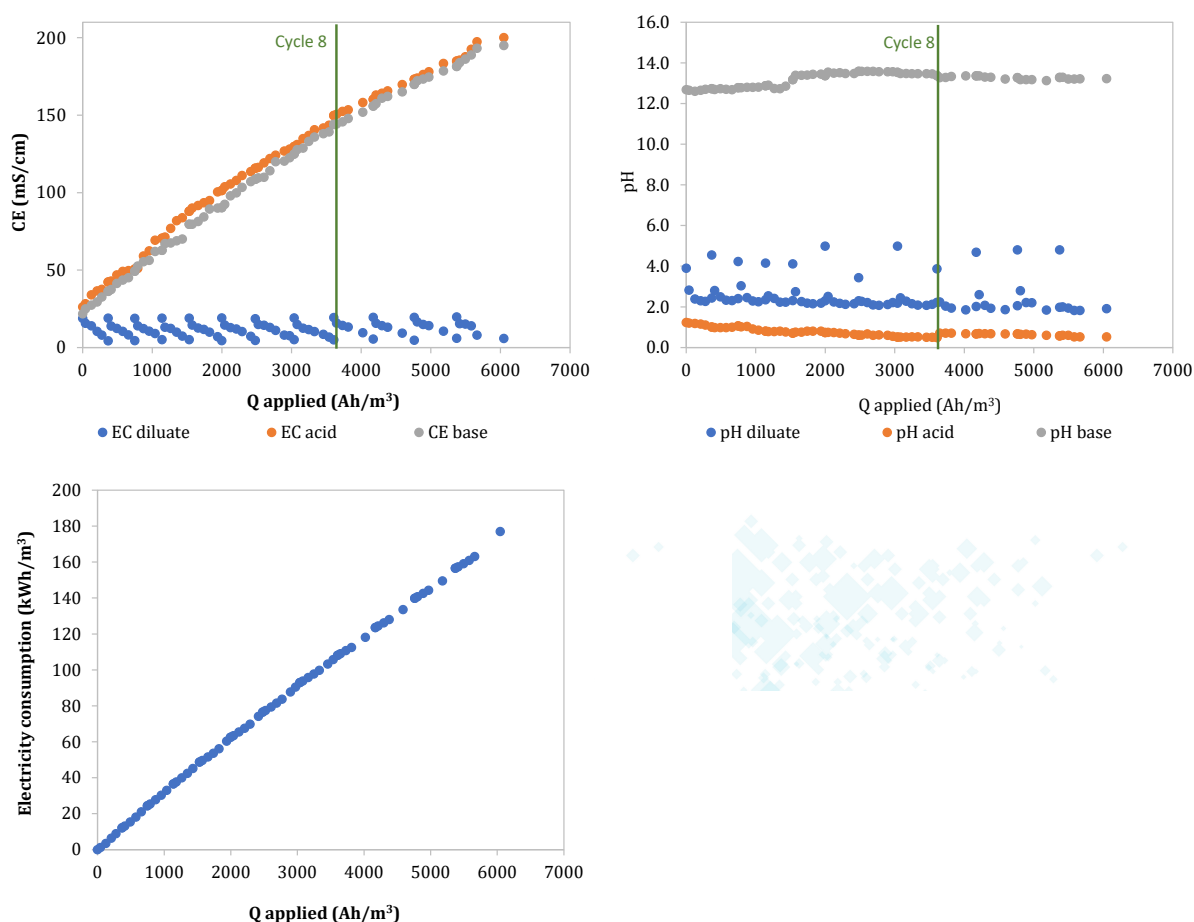 CE (mS/cm)
200
150
100
50
0
Cycle 8
0 1000 2000 3000 4000 5000 6000 7000
Q applied (Ah/m³)
EC diluate EC acid CE base
pH
16.0
14.0
12.0
10.0
8.0
6.0
4.0
2.0
0.0
Cycle 8
0 1000 2000 3000 4000 5000 6000 7000
Q applied (Ah/m³)
pH diluate pH acid pH base
Electricity consumption (kWh/m³)
200
180
160
140
120
100
80
60
40
20
0
0 1000 2000 3000 4000 5000 6000 7000
Q applied (Ah/m³)